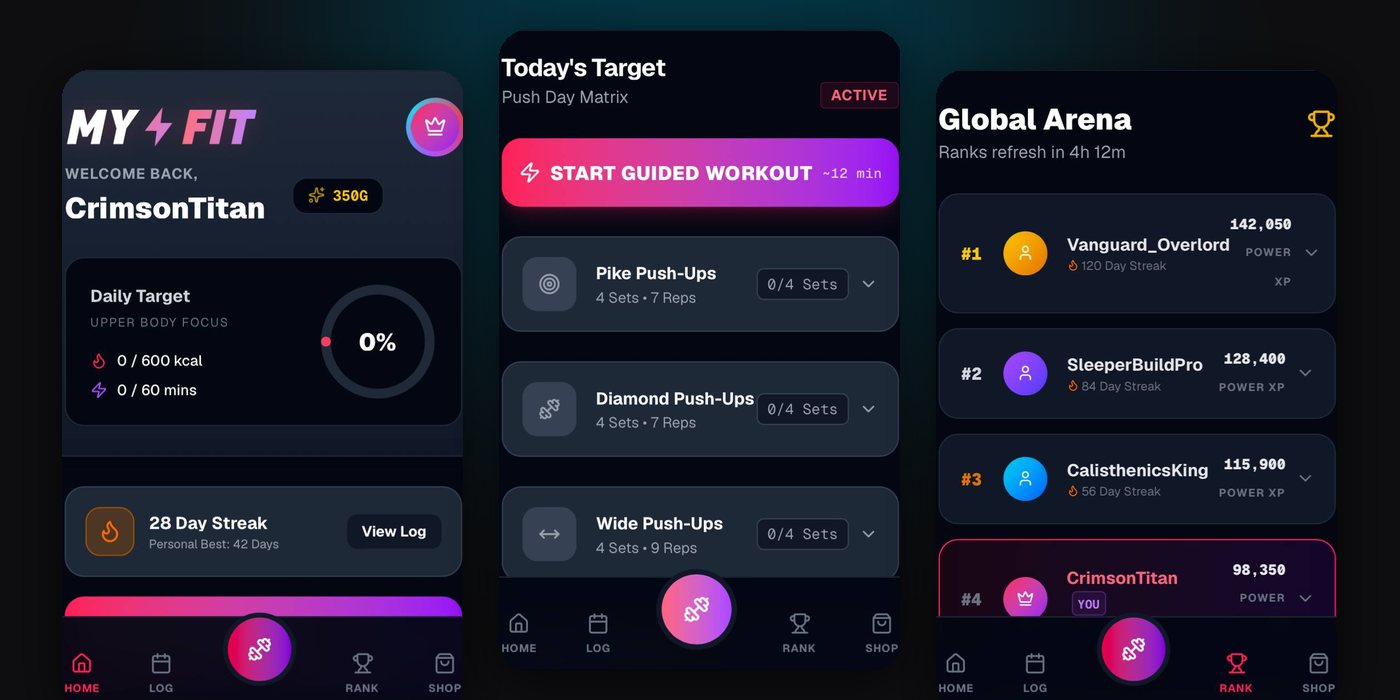 MY FIT
WELCOME BACK,
CrimsonTitan
350G
Daily Target
UPPER BODY FOCUS
0 / 600 kcal
0 / 60 mins
0%
28 Day Streak
Personal Best: 42 Days
View Log
HOME
LOG
RANK
SHOP
Today's Target
Push Day Matrix
ACTIVE
START GUIDED WORKOUT ~12 min
Pike Push-Ups
4 Sets • 7 Reps
0/4 Sets
Diamond Push-Ups
4 Sets • 7 Reps
0/4 Sets
Wide Push-Ups
4 Sets • 9 Reps
0/4 Sets
HOME
LOG
RANK
SHOP
Global Arena
Ranks refresh in 4h 12m
#1
Vanguard_Overlord
120 Day Streak
142,050
POWER
XP
#2
SleeperBuildPro
84 Day Streak
128,400
POWER XP
#3
CalisthenicsKing
56 Day Streak
115,900
POWER XP
#4
CrimsonTitan
YOU
98,350
POWER
HOME
LOG
RANK
SHOP